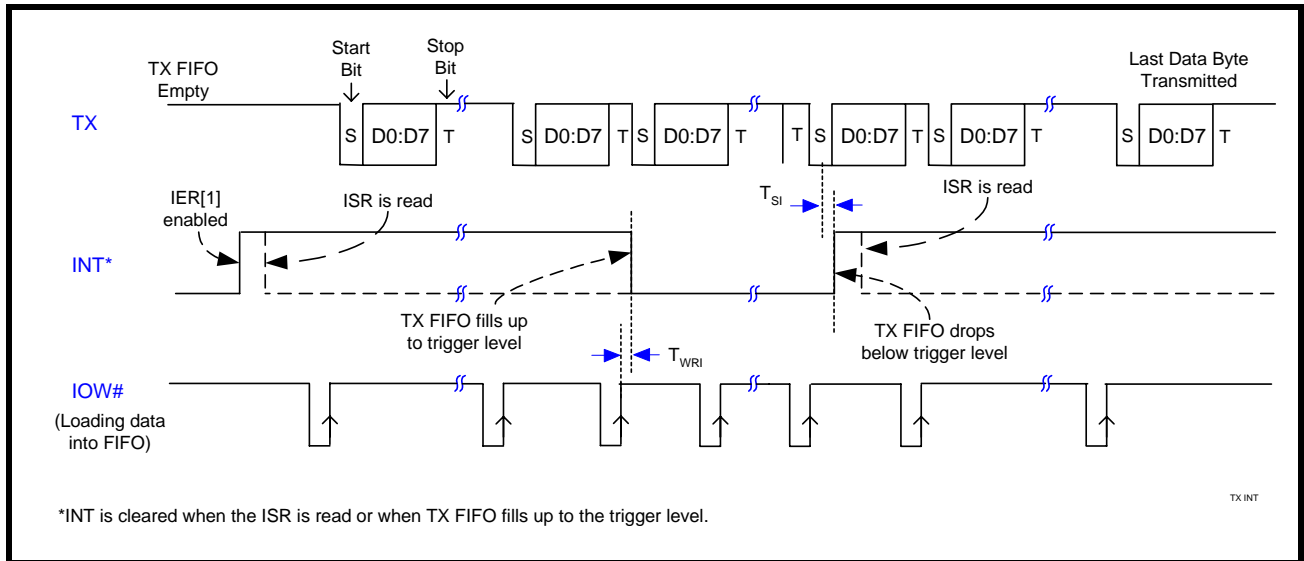 Start
Bit
Stop
Bit
TX FIFO
Empty
Last Data Byte
Transmitted
TX
S D0:D7 T S D0:D7 T S D0:D7 T T S D0:D7 T S D0:D7 T S D0:D7 T
IER[1]
enabled
ISR is read
TSI
ISR is read
INT*
TX FIFO fills up
to trigger level
TX FIFO drops
below trigger level
TWRI
IOW#
(Loading data
into FIFO)
TX INT
*INT is cleared when the ISR is read or when TX FIFO fills up to the trigger level.